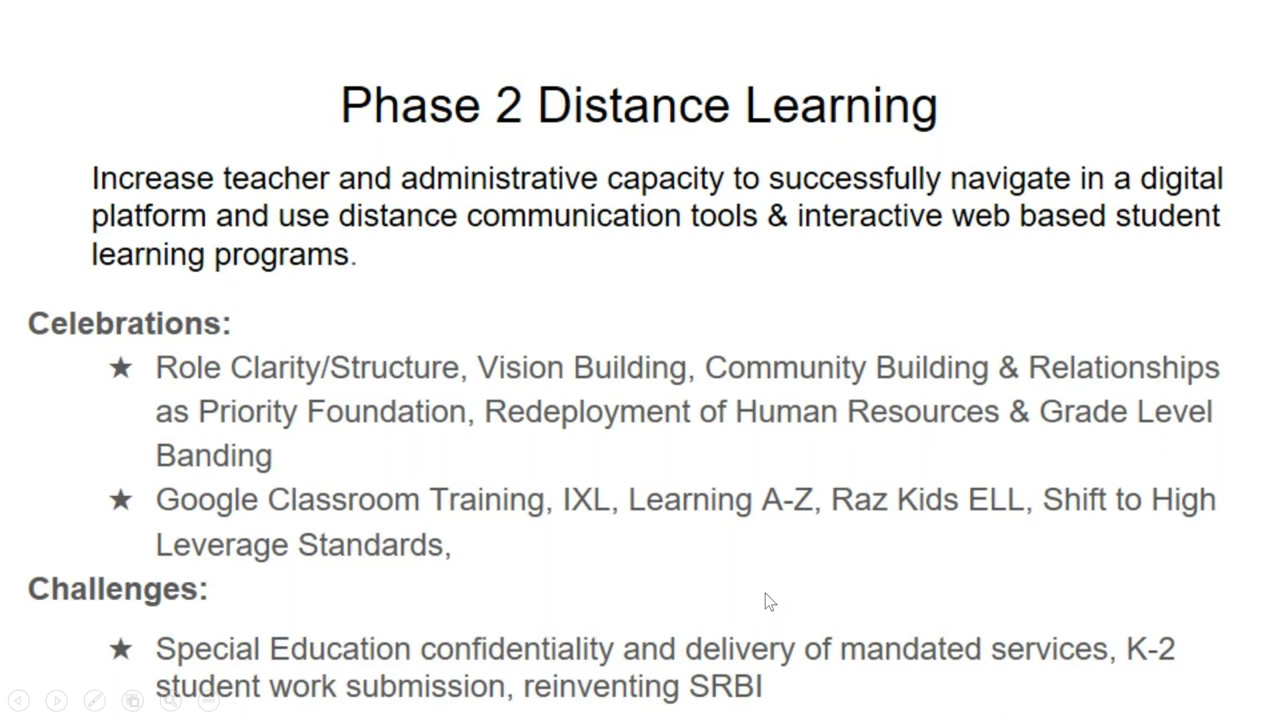 Phase 2 Distance Learning
Increase teacher and administrative capacity to successfully navigate in a digital
platform and use distance communication tools & interactive web based student
learning programs.
Celebrations:
★ Role Clarity/Structure, Vision Building, Community Building & Relationships
as Priority Foundation, Redeployment of Human Resources & Grade Level
Banding
★ Google Classroom Training, IXL, Learning A-Z, Raz Kids ELL, Shift to High
Leverage Standards,
Challenges:
★ Special Education confidentiality and delivery of mandated services, K-2
student work submission, reinventing SRBI